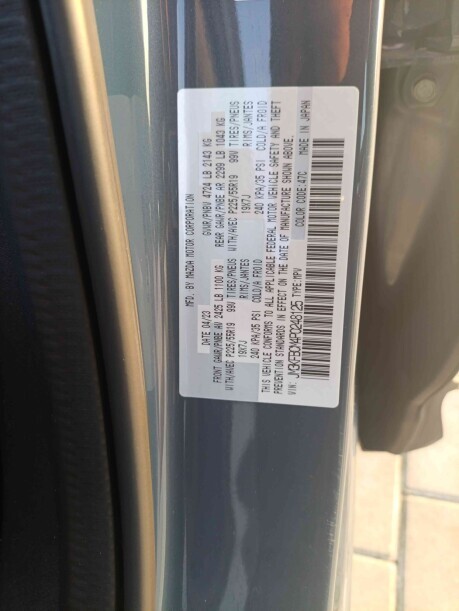 MFD. BY MAZDA MOTOR CORPORATION
DATE 04/23 GVWR/PNBV 4724 LB 2143 KG
FRONT GAWR/PNBE AV 2425 LB 1100 KG REAR GAWR/PNBE AR 2299 LB 1043 KG
WITH/AVEC P225/55R19 99V TIRES/PNEUS WITH/AVEC P225/55R19 99V TIRES/PNEUS
19X7J RIMS/JANTES 19X7J RIMS/JANTES
240 KPA/35 PSI COLD/A FROID 240 KPA/35 PSI COLD/A FROID
THIS VEHICLE CONFORMS TO ALL APPLICABLE FEDERAL MOTOR VEHICLE SAFETY AND THEFT
PREVENTION STANDARDS IN EFFECT ON THE DATE OF MANUFACTURE SHOWN ABOVE.
VIN: JM3KFBCM4P0248125 TYPE:MPV COLOR CODE:47C MADE IN JAPAN